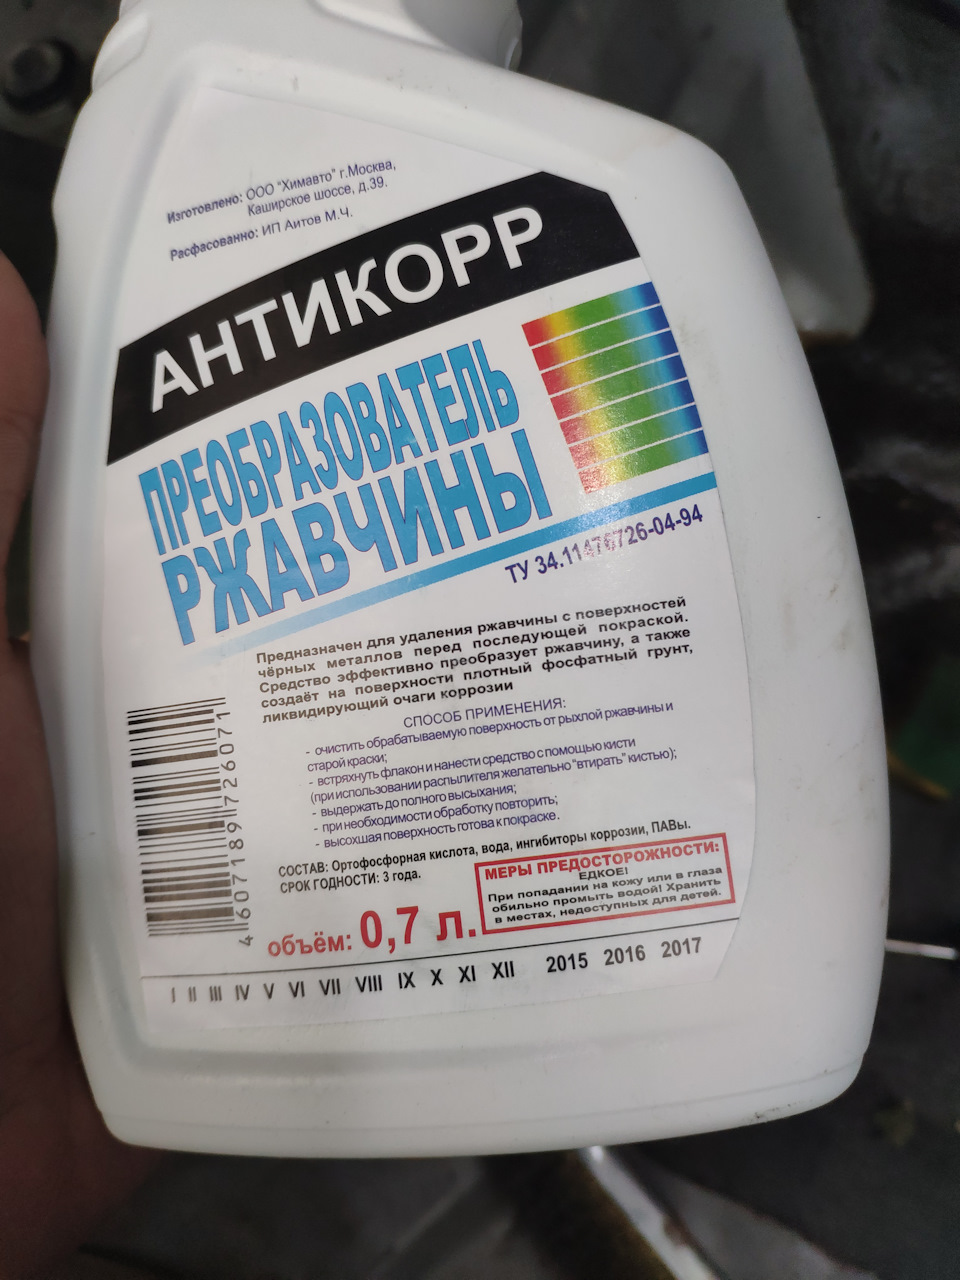 Изготовлено: ООО "Химавто" г.Москва,
Каширское шоссе, д.39.
Расфасованно: ИП Аитов М.Ч.
АНТИКОРР
ПРЕОБРАЗОВАТЕЛЬ
РЖАВЧИНЫ
ТУ 34.11476726-04-94
Предназначен для удаления ржавчины с поверхностей
чёрных металлов перед последующей покраской.
Средство эффективно преобразует ржавчину, а также
создаёт на поверхности плотный фосфатный грунт,
ликвидирующий очаги коррозии
СПОСОБ ПРИМЕНЕНИЯ:
- очистить обрабатываемую поверхность от рыхлой ржавчины и
старой краски;
- встряхнуть флакон и нанести средство с помощью кисти
(при использовании распылителя желательно "втирать" кистью);
- выдержать до полного высыхания;
- при необходимости обработку повторить;
- высохшая поверхность готова к покраске.
СОСТАВ: Ортофосфорная кислота, вода, ингибиторы коррозии, ПАВы.
СРОК ГОДНОСТИ: 3 года.
МЕРЫ ПРЕДОСТОРОЖНОСТИ:
ЕДКОЕ!
При попадании на кожу или в глаза
обильно промыть водой! Хранить
в местах, недоступных для детей.
объём: 0,7 л.
4607189726071
I II III IV V VI VII VIII IX X XI XII 2015 2016 2017